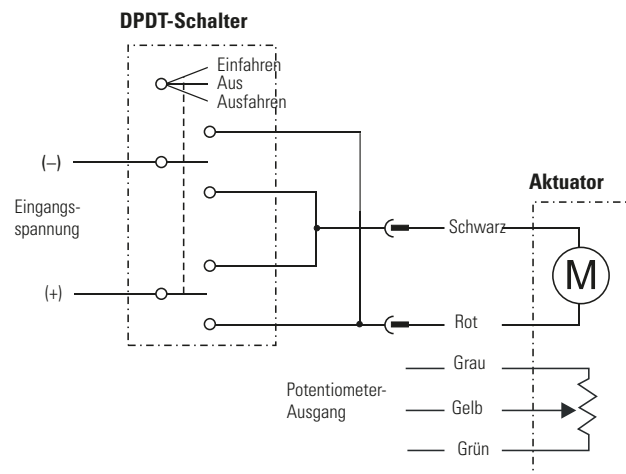 DPDT-Schalter
Einfahren
Aus
Ausfahren
(–)
Eingangs-
spannung
(+)
Aktuator
Schwarz
M
Rot
Grau
Potentiometer-
Ausgang
Gelb
Grün